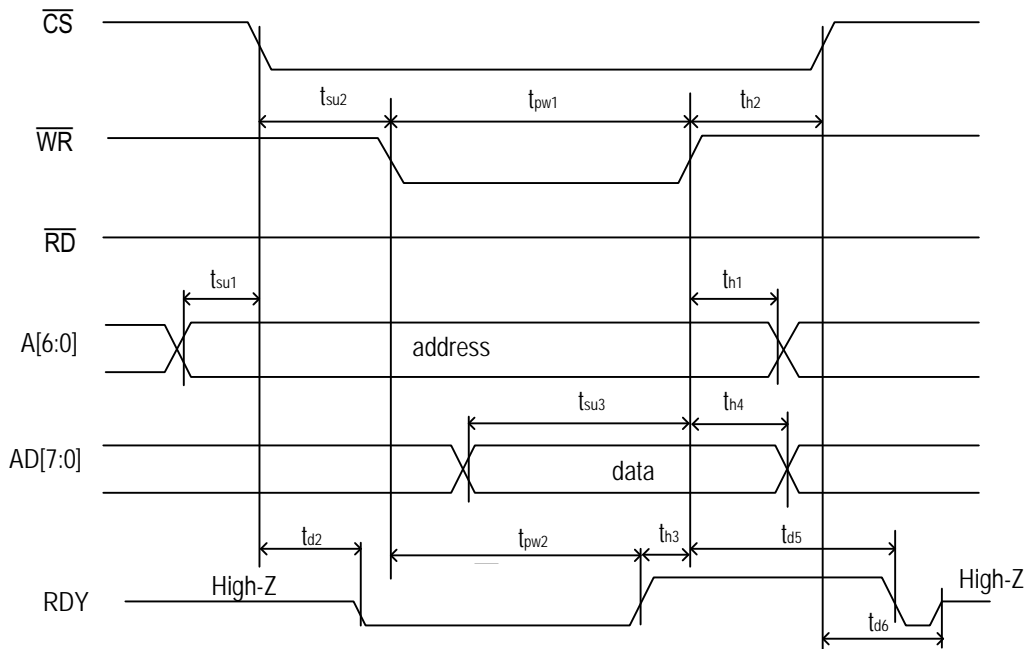 CS
tsu2 tpw1 th2
WR
RD
tsu1 th1
A[6:0] address
tsu3 th4
AD[7:0] data
td2 tpw2 th3 td5
High-Z High-Z
RDY
td6